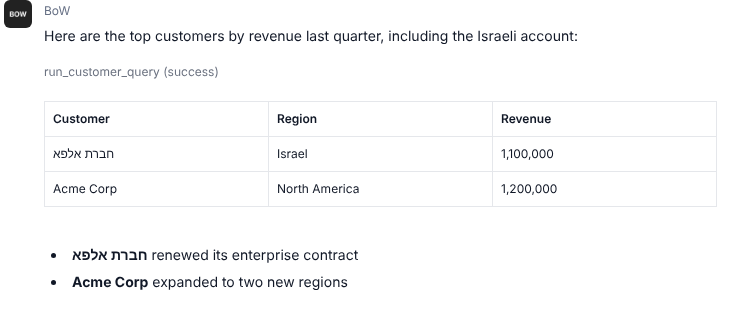 BOW
BoW
Here are the top customers by revenue last quarter, including the Israeli account:
run_customer_query (success)
Customer Region Revenue
חברת אלפא Israel 1,100,000
Acme Corp North America 1,200,000
• חברת אלפא renewed its enterprise contract
• Acme Corp expanded to two new regions